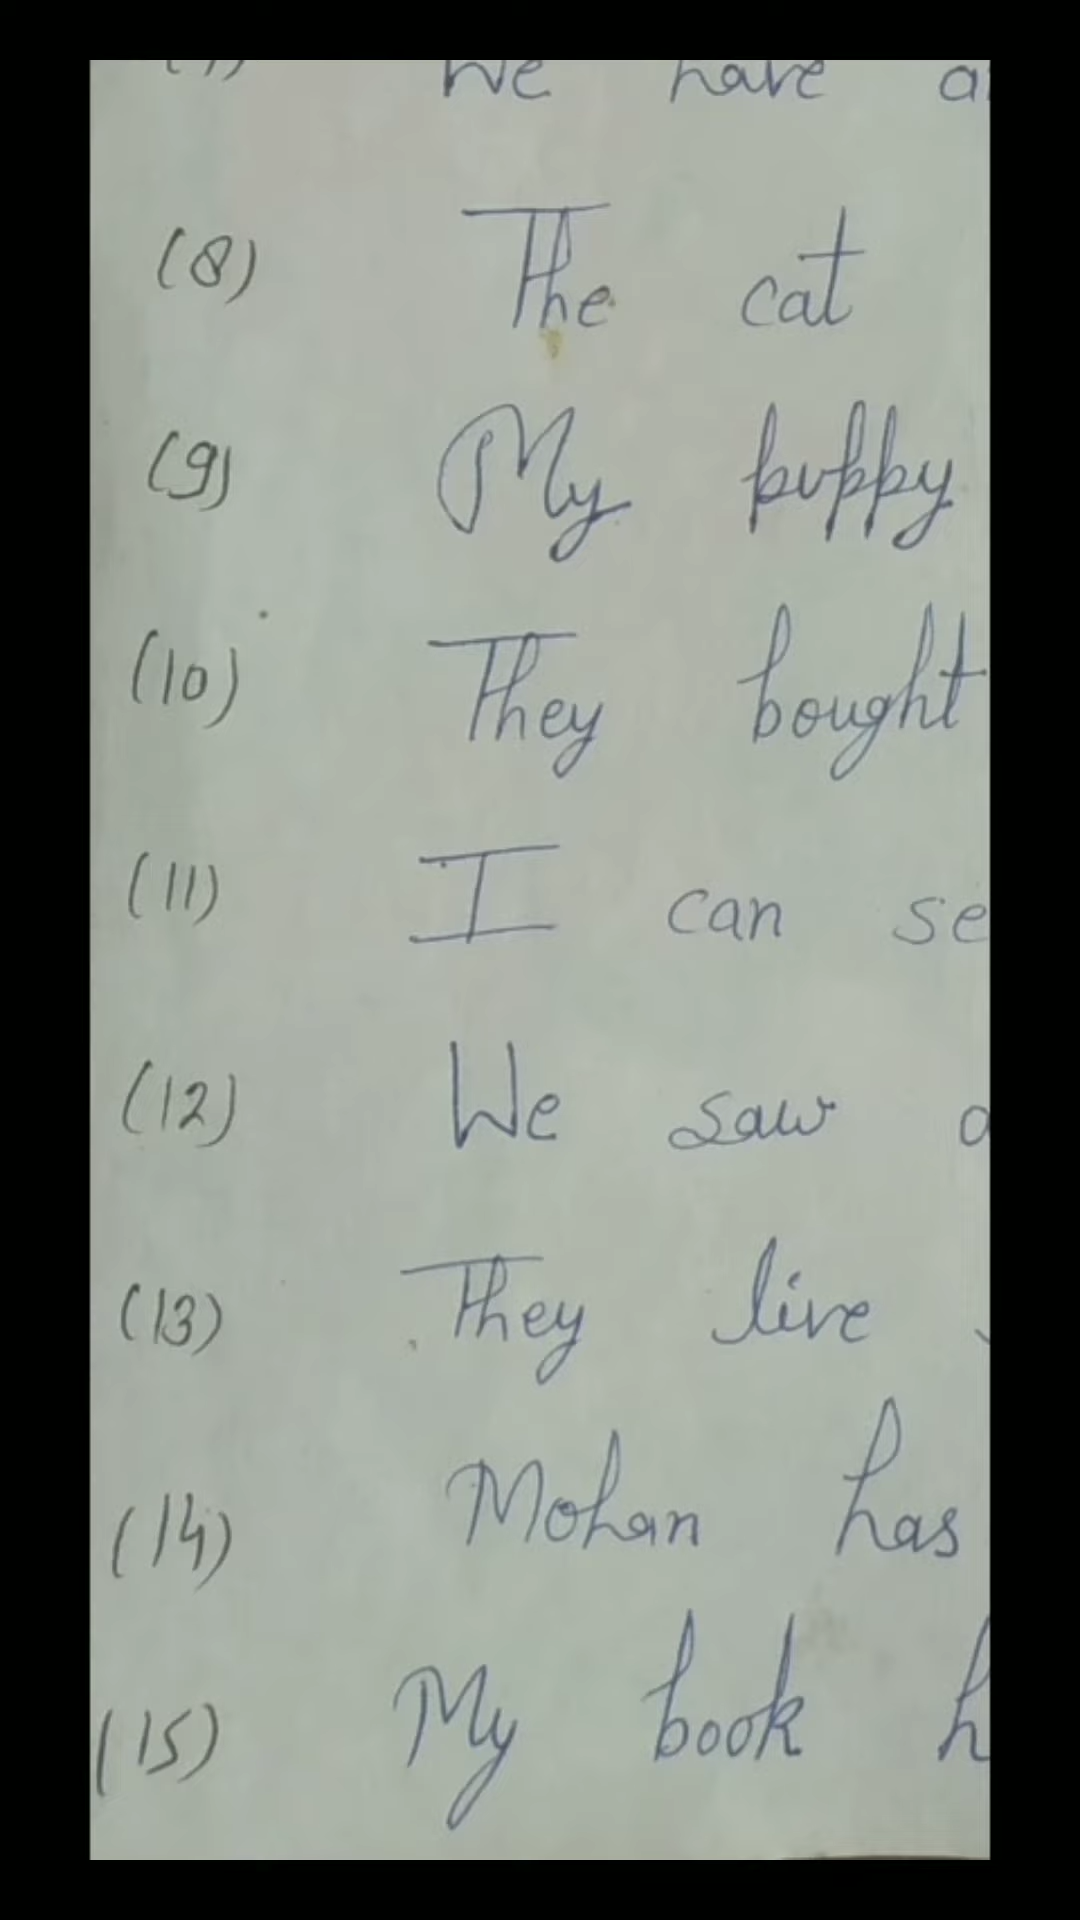 We have
(8) The cat
(9) My puppy
(10) They bought
(11) I can se
(12) We saw
(13) They live
(14) Mohan has
(15) My book h